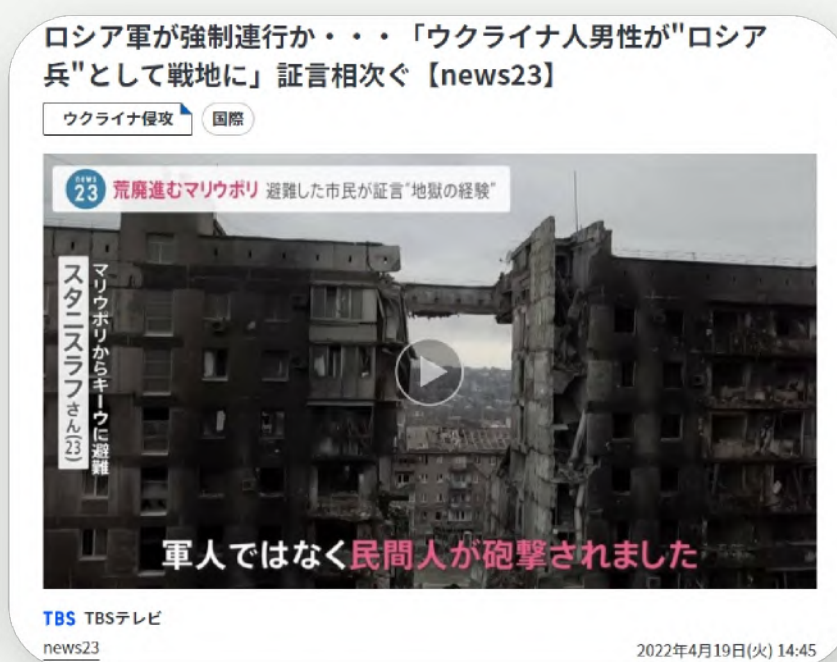 ロシア軍が強制連行か・・・「ウクライナ人男性が"ロシア
兵"として戦地に」証言相次ぐ【news23】
ウクライナ侵攻 国際
news 23 荒廃進むマリウポリ 避難した市民が証言“地獄の経験”
マリウポリからキーウに避難
スタニスラフさん(23)
軍人ではなく民間人が砲撃されました
TBS TBSテレビ
news23 2022年4月19日(火) 14:45